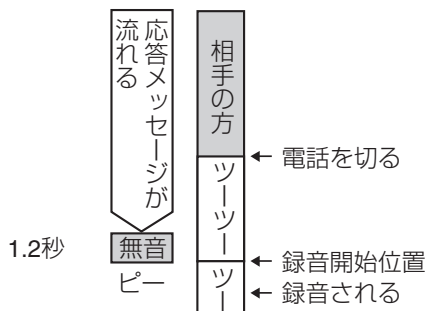 応答メッセージが
流れる
相手の方
電話を切る
ツーツー
1.2秒
無音
録音開始位置
ピー
ツー
録音される